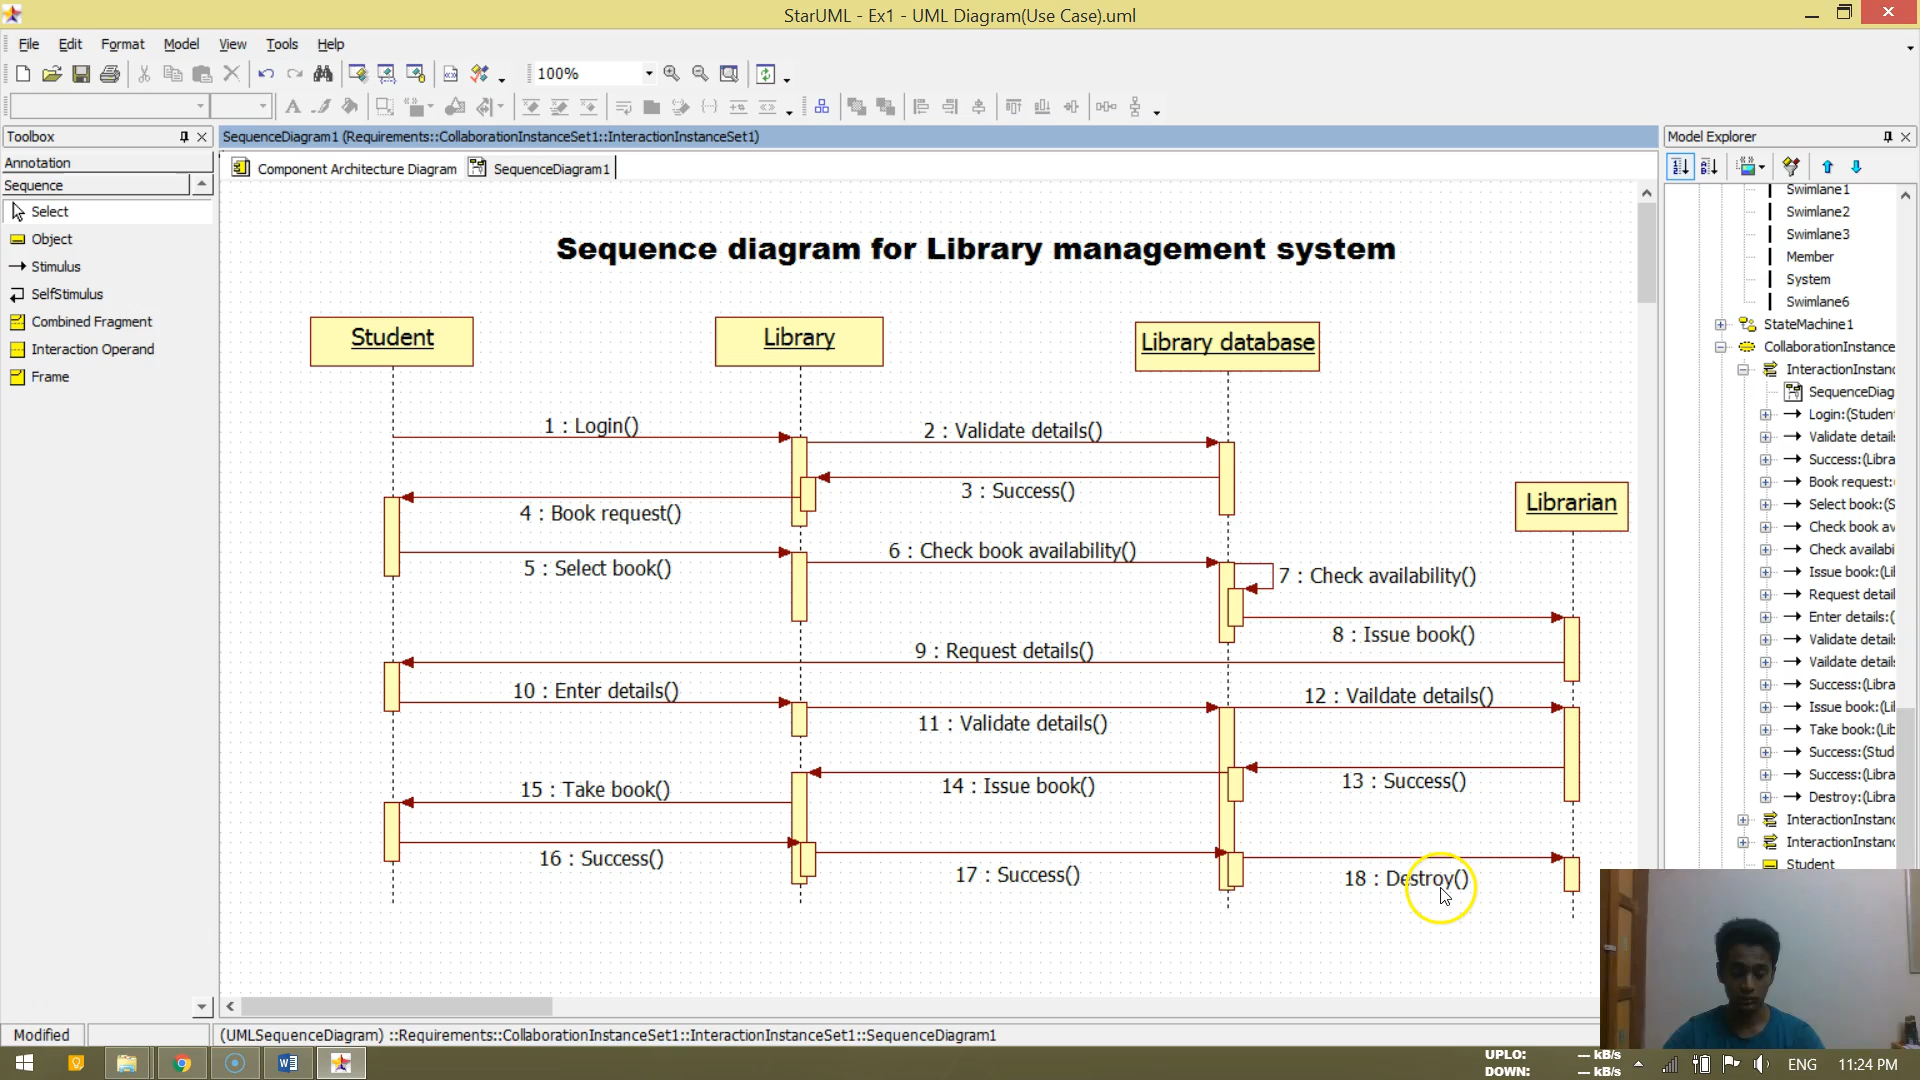 StarUML - Ex1 - UML Diagram(Use Case).uml
File Edit Format Model View Tools Help
100%
Toolbox
SequenceDiagram1 (Requirements::CollaborationInstanceSet1::InteractionInstanceSet1)
Model Explorer
Annotation
Sequence
Component Architecture Diagram
SequenceDiagram1
Select
Object
Stimulus
SelfStimulus
Combined Fragment
Interaction Operand
Frame
Sequence diagram for Library management system
Student
Library
Library database
Librarian
1 : Login()
2 : Validate details()
3 : Success()
4 : Book request()
5 : Select book()
6 : Check book availability()
7 : Check availability()
8 : Issue book()
9 : Request details()
10 : Enter details()
11 : Validate details()
12 : Vaildate details()
13 : Success()
14 : Issue book()
15 : Take book()
16 : Success()
17 : Success()
18 : Destroy()
Swimlane1
Swimlane2
Swimlane3
Member
System
Swimlane6
StateMachine1
CollaborationInstance
InteractionInstanc
SequenceDiag
Login:(Student
Validate detail
Success:(Libra
Book request:
Select book:(S
Check book av
Check availabi
Issue book:(Li
Request detail
Enter details:(
Validate detail
Vaildate detail
Success:(Libra
Issue book:(Li
Take book:(Lib
Success:(Stud
Success:(Libra
Destroy:(Libra
InteractionInstanc
InteractionInstanc
Student
Modified
(UMLSequenceDiagram) ::Requirements::CollaborationInstanceSet1::InteractionInstanceSet1::SequenceDiagram1
UPLO: — kB/s
DOWN: — kB/s
ENG
11:24 PM